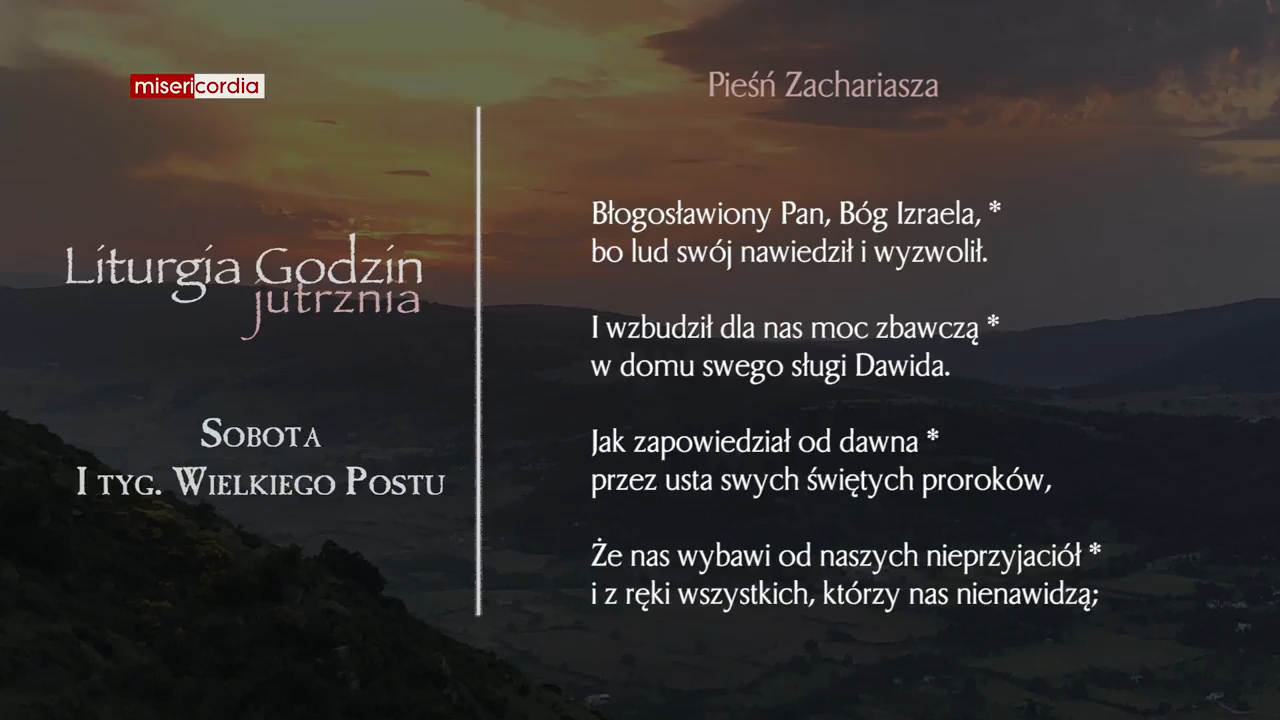 misericordia
Liturgia Godzin
jutrznia
Sobota
I tyg. Wielkiego Postu
Pieśń Zachariasza
Błogosławiony Pan, Bóg Izraela, *
bo lud swój nawiedził i wyzwolił.
I wzbudził dla nas moc zbawczą *
w domu swego sługi Dawida.
Jak zapowiedział od dawna *
przez usta swych świętych proroków,
Że nas wybawi od naszych nieprzyjaciół *
i z ręki wszystkich, którzy nas nienawidzą;